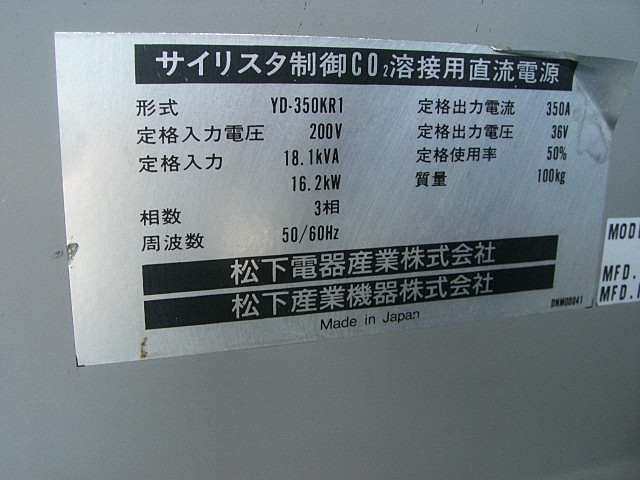 サイリスタ制御CO₂溶接用直流電源
形式 YD-350KR1
定格入力電圧 200V
定格入力 18.1kVA
16.2kW
相数 3相
周波数 50/60Hz
定格出力電流 350A
定格出力電圧 36V
定格使用率 50%
質量 100kg
松下電器産業株式会社
松下産業機器株式会社
DNM00041
Made in Japan
MODE
MFD.
MFD.